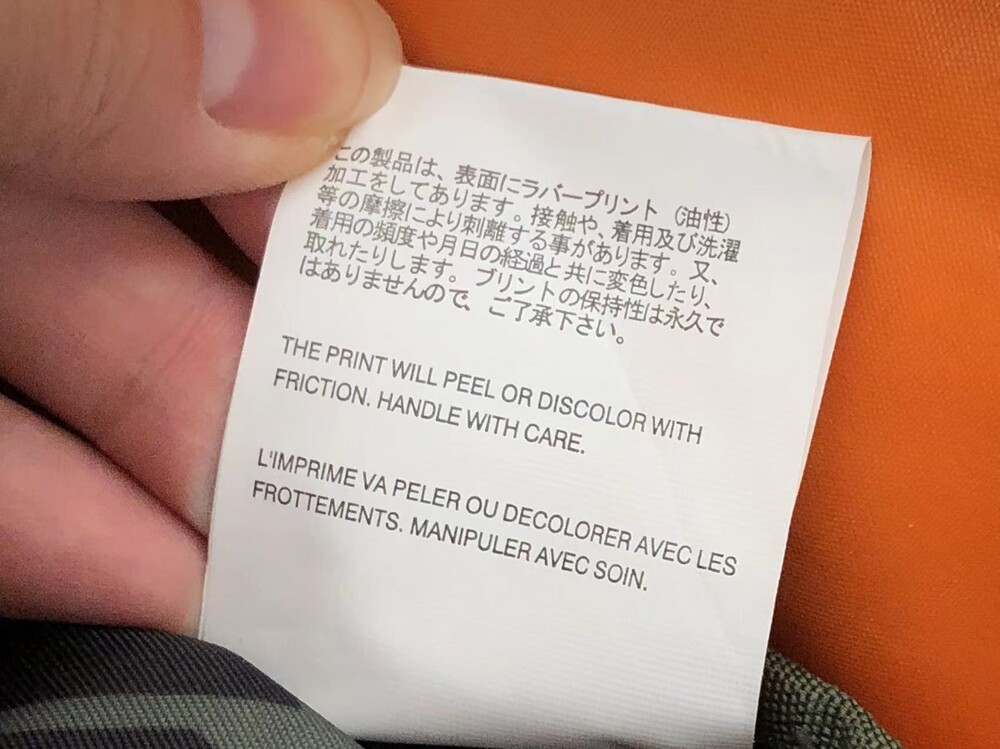 この製品は、表面にラバープリント（油性）
加工をしてあります。接触や、着用及び洗濯
等の摩擦により刺離する事があります。又、
着用の頻度や月日の経過と共に変色したり、
取れたりします。プリントの保持性は永久で
はありませんので、ご了承下さい。
THE PRINT WILL PEEL OR DISCOLOR WITH
FRICTION. HANDLE WITH CARE.
L'IMPRIME VA PELER OU DECOLORER AVEC LES
FROTTEMENTS. MANIPULER AVEC SOIN.